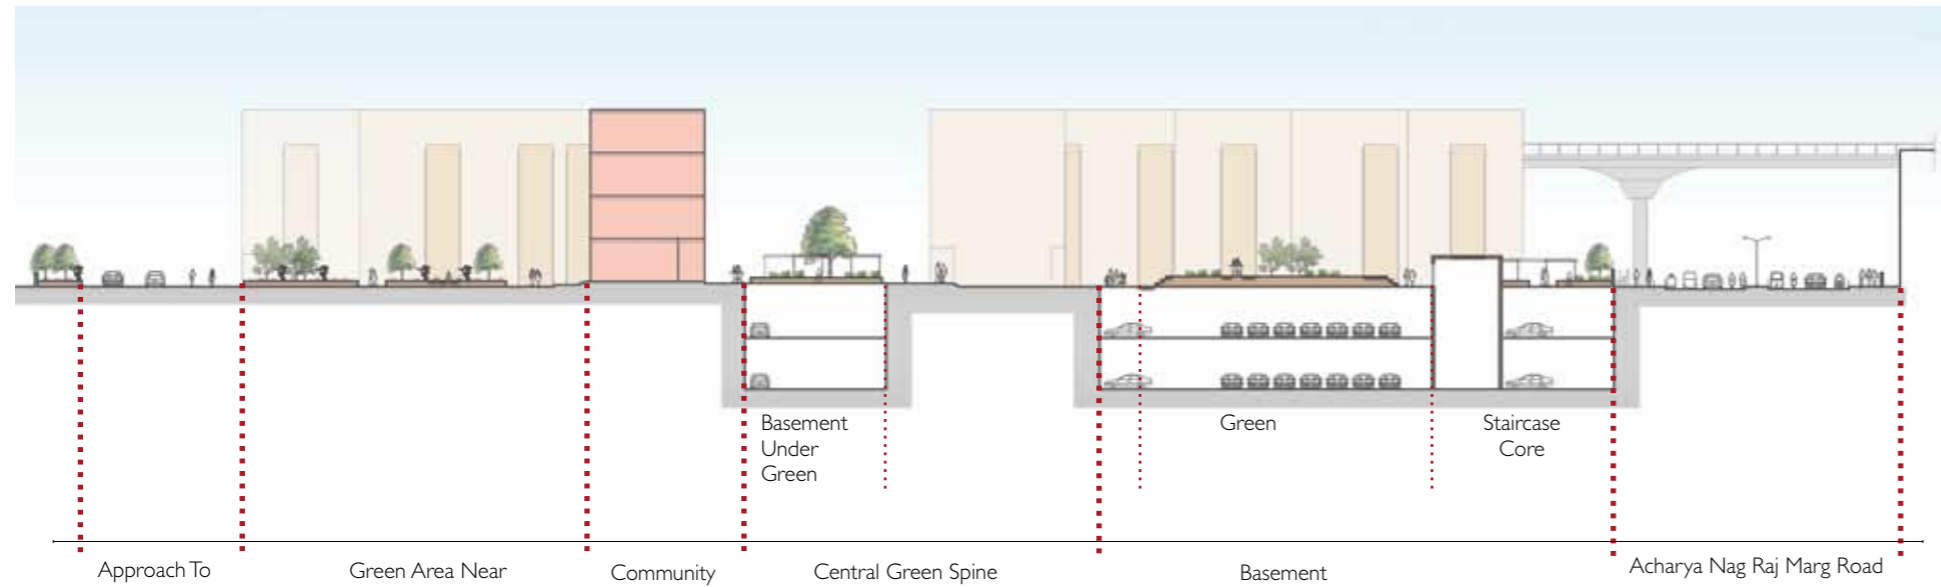 Basement
Under
Green
Green
Staircase
Core
Approach To
Green Area Near
Community
Central Green Spine
Basement
Acharya Nag Raj Marg Road